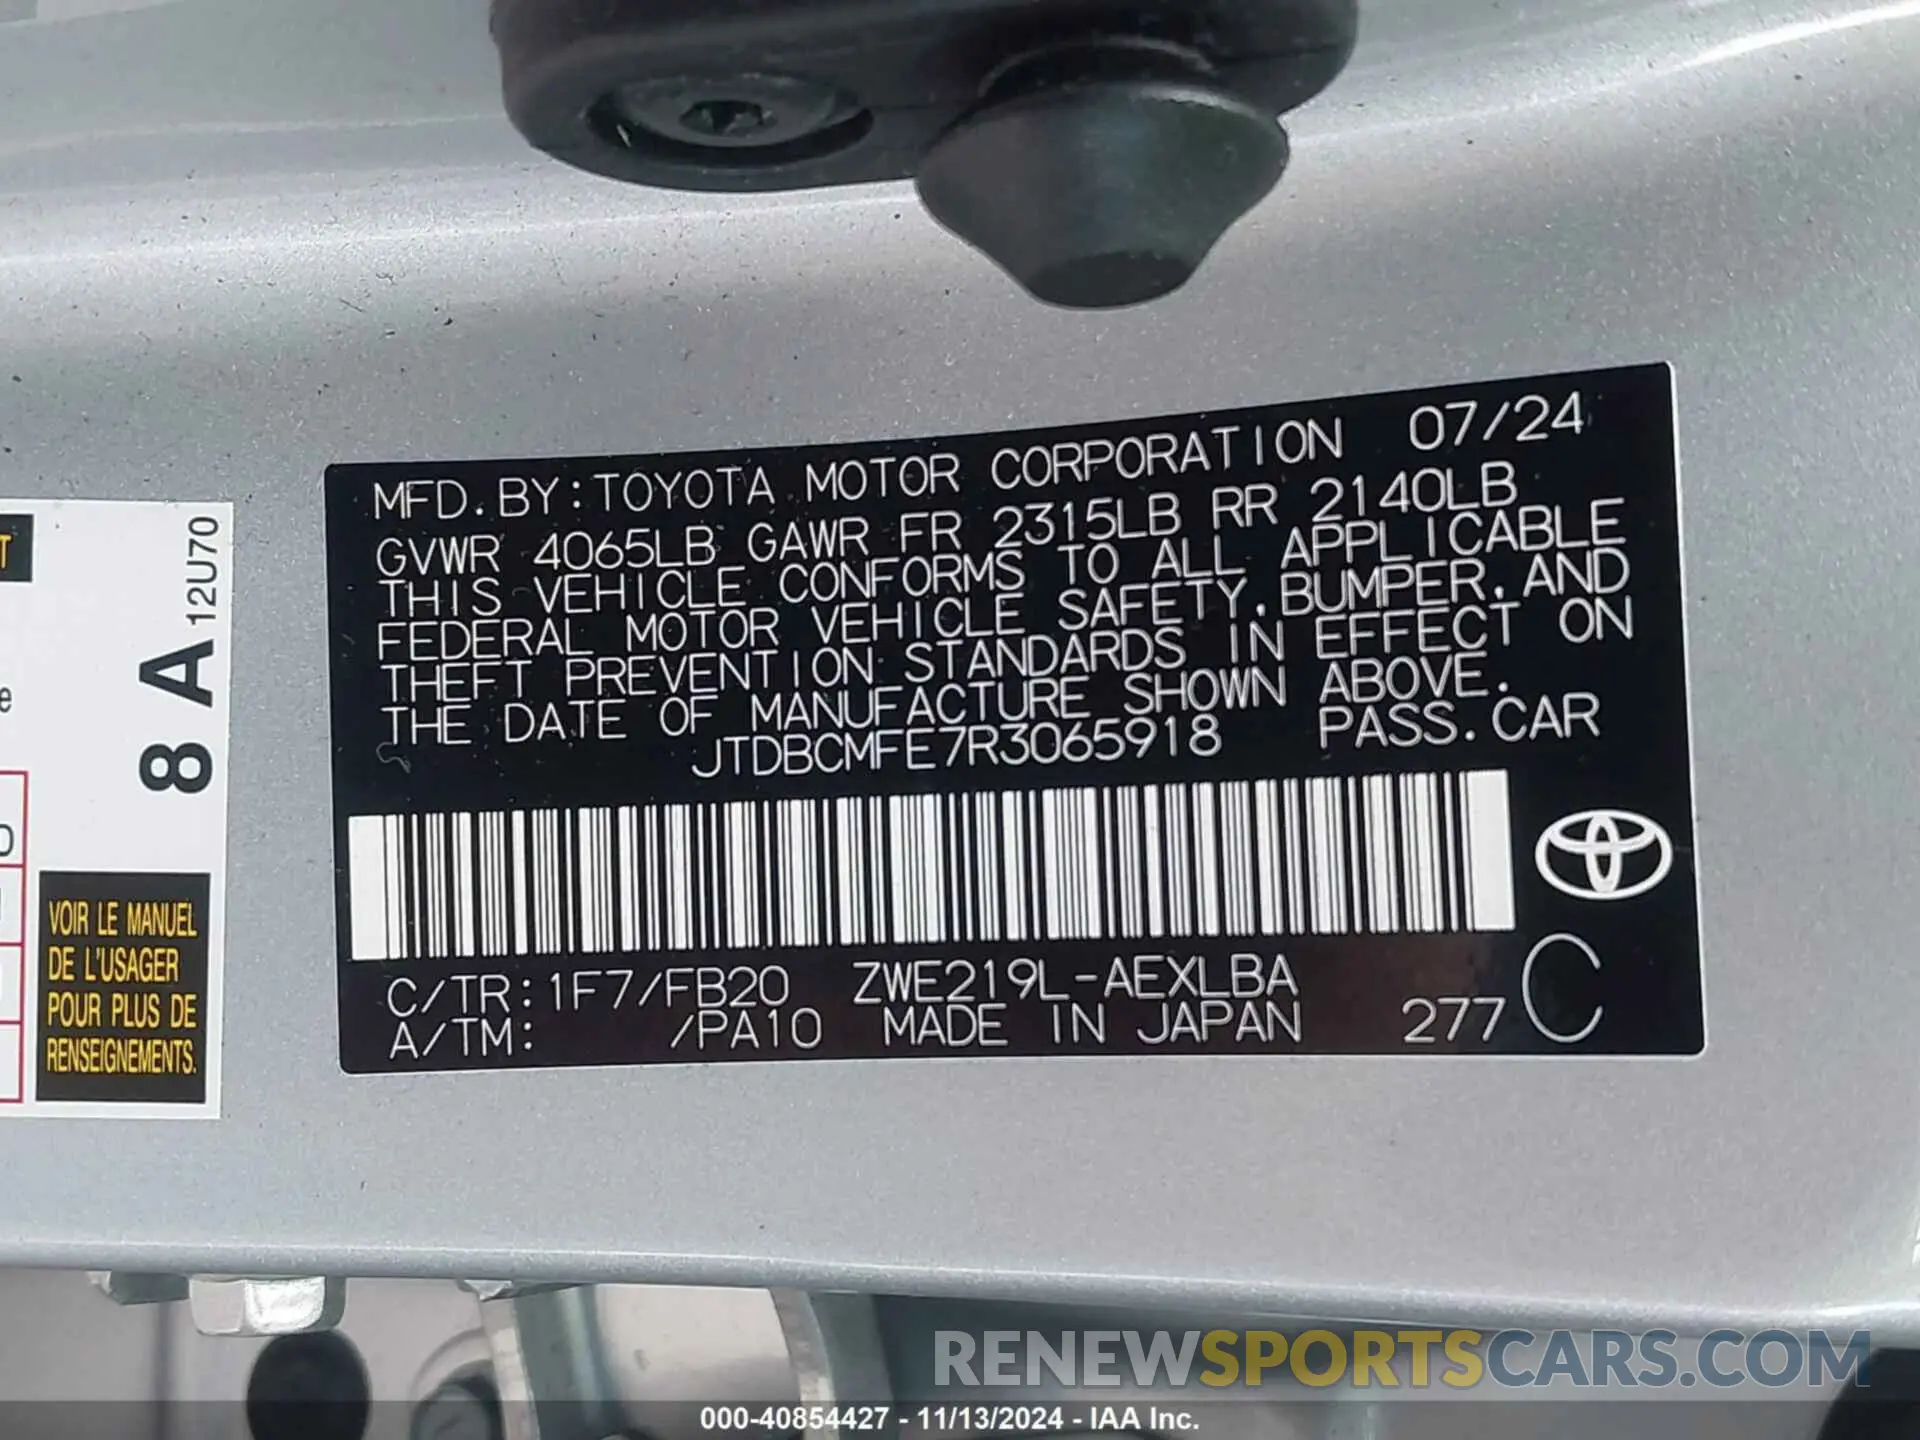 MFD.BY:TOYOTA MOTOR CORPORATION 07/24
GVWR 4065LB GAWR FR 2315LB RR 2140LB
THIS VEHICLE CONFORMS TO ALL APPLICABLE
FEDERAL MOTOR VEHICLE SAFETY,BUMPER,AND
THEFT PREVENTION STANDARDS IN EFFECT ON
THE DATE OF MANUFACTURE SHOWN ABOVE.
JTDBCMFE7R3065918 PASS.CAR
C/TR:1F7/FB20 ZWE219L-AEXLBA
A/TM: /PA10 MADE IN JAPAN 277 C
T
e
8 A 12U70
VOIR LE MANUEL
DE L'USAGER
POUR PLUS DE
RENSEIGNEMENTS.
RENEWSPORTSCARS.COM
000-40854427 - 11/13/2024 - IAA Inc.